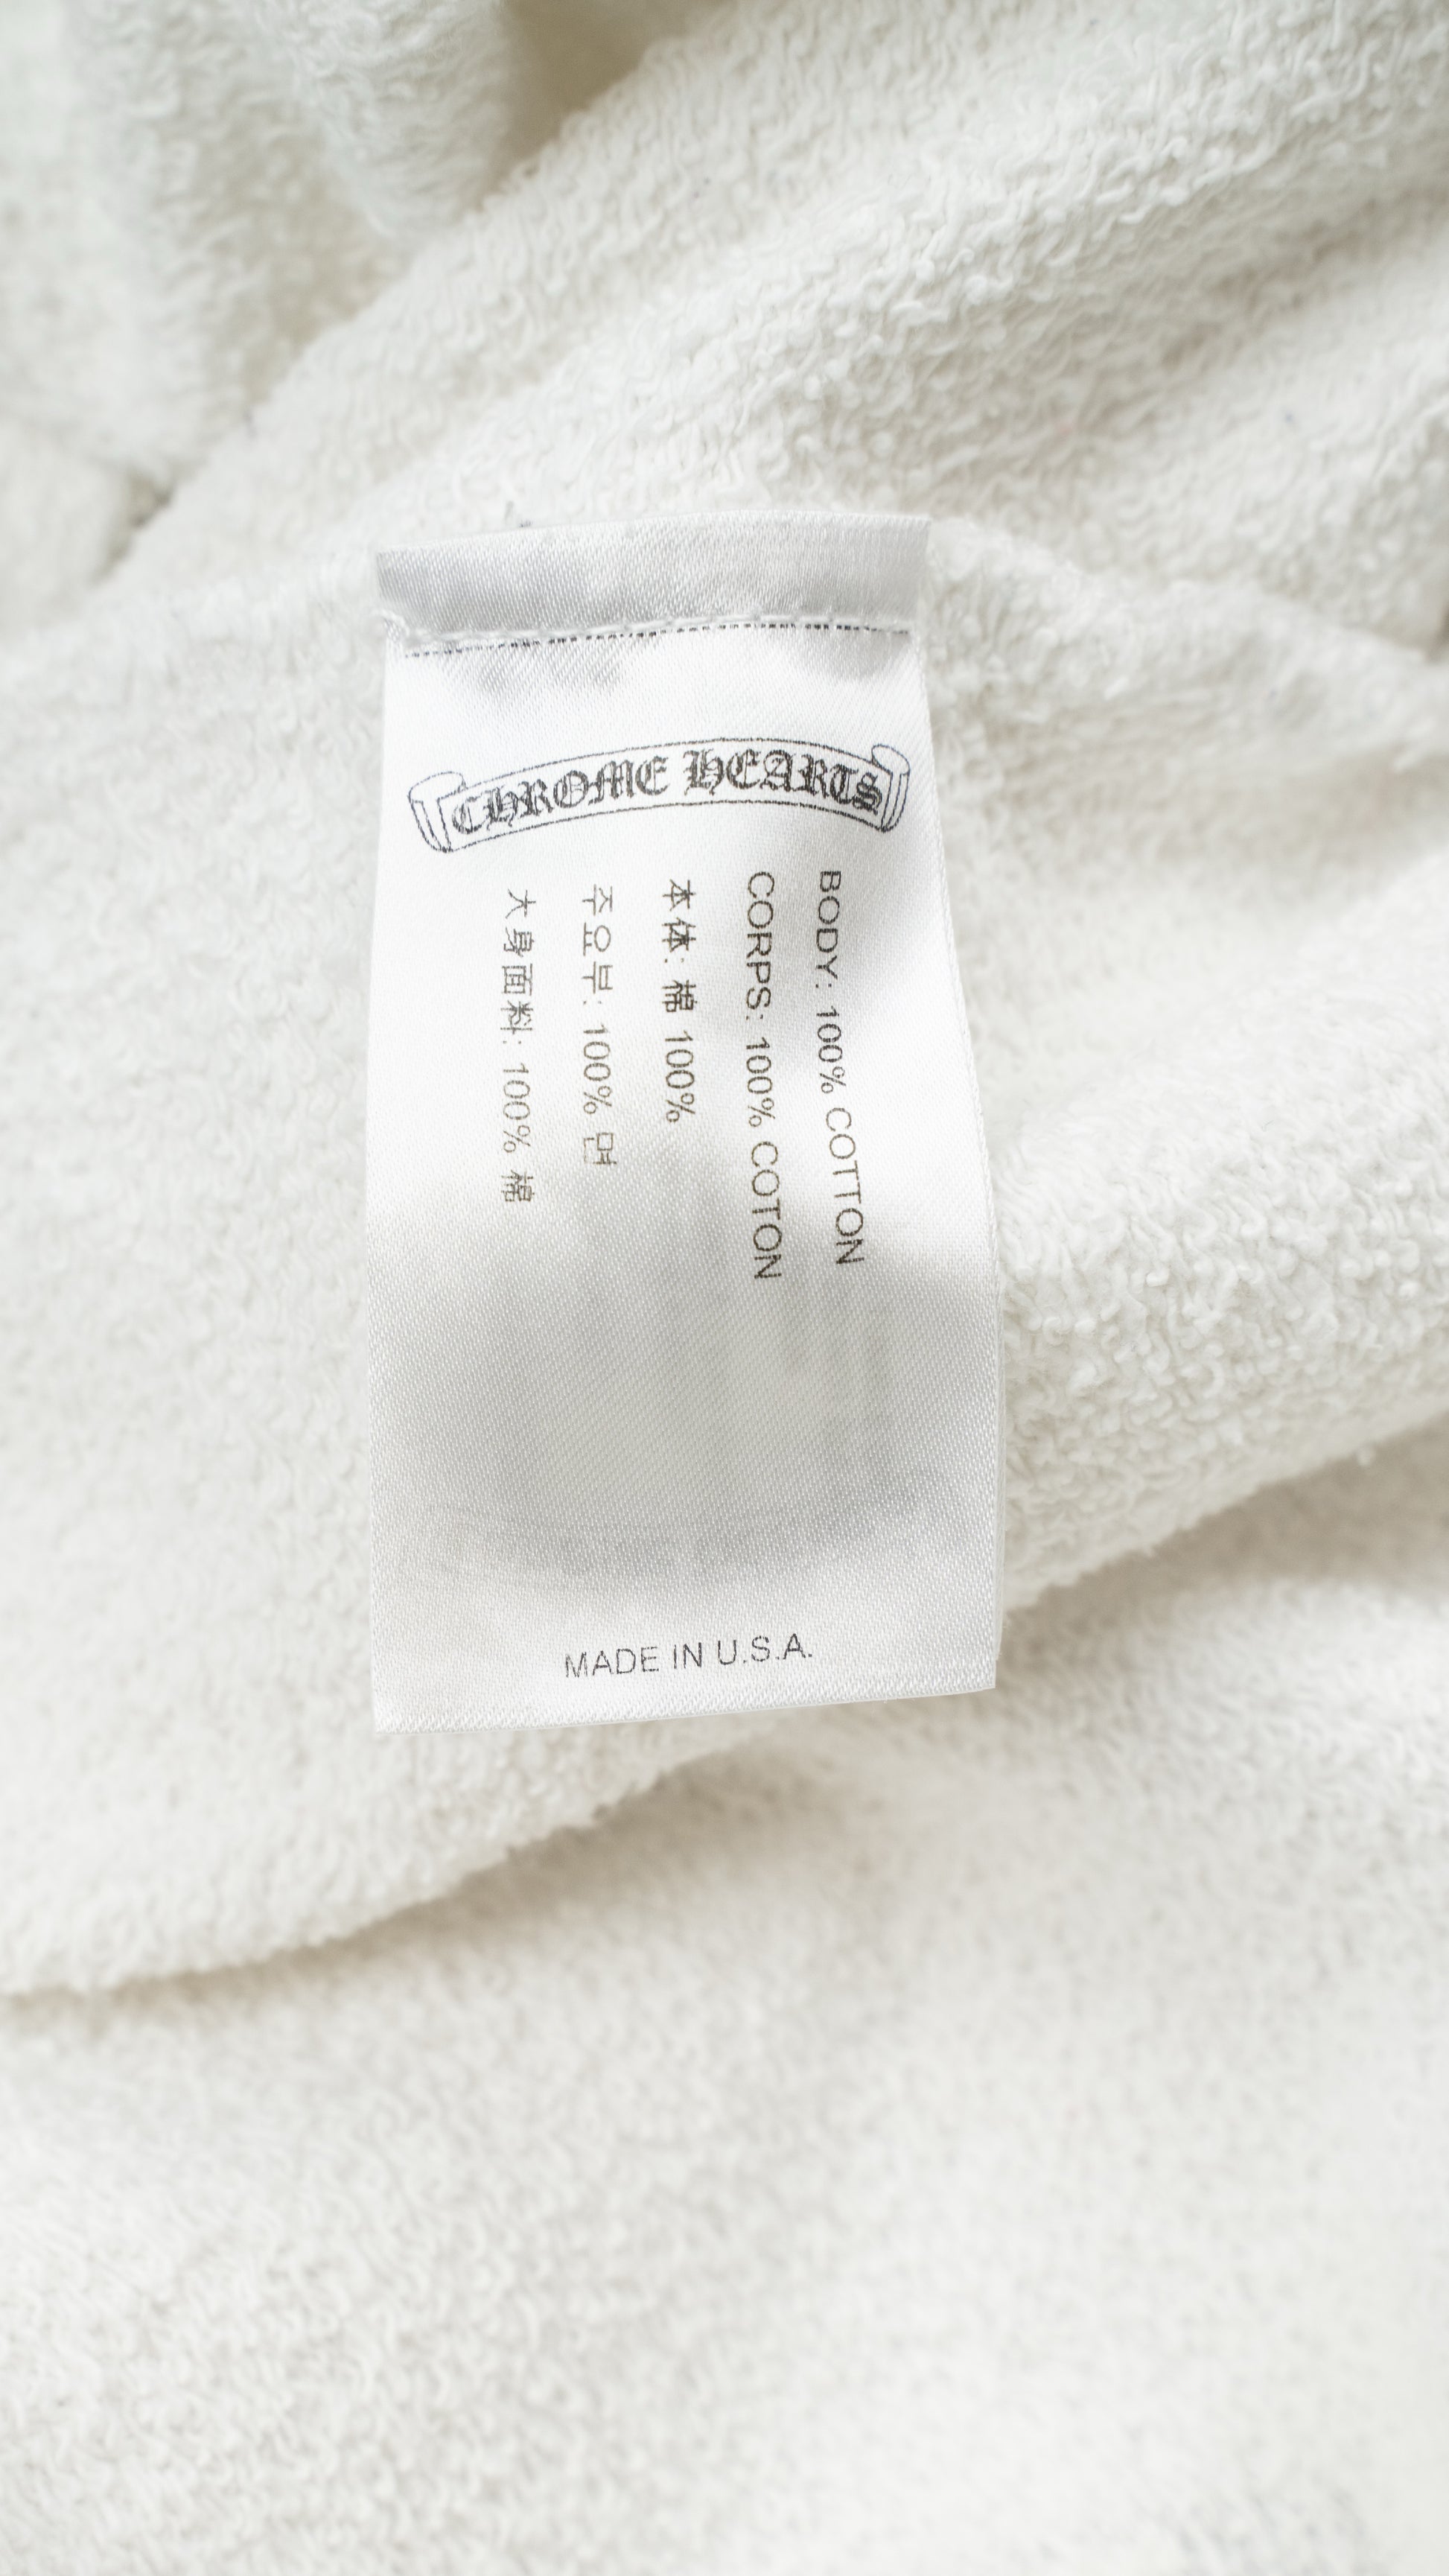 CHROME HEARTS
BODY: 100% COTTON
CORPS: 100% COTON
本体: 棉 100%
주요부: 100% 면
大身面料: 100% 棉
MADE IN U.S.A.